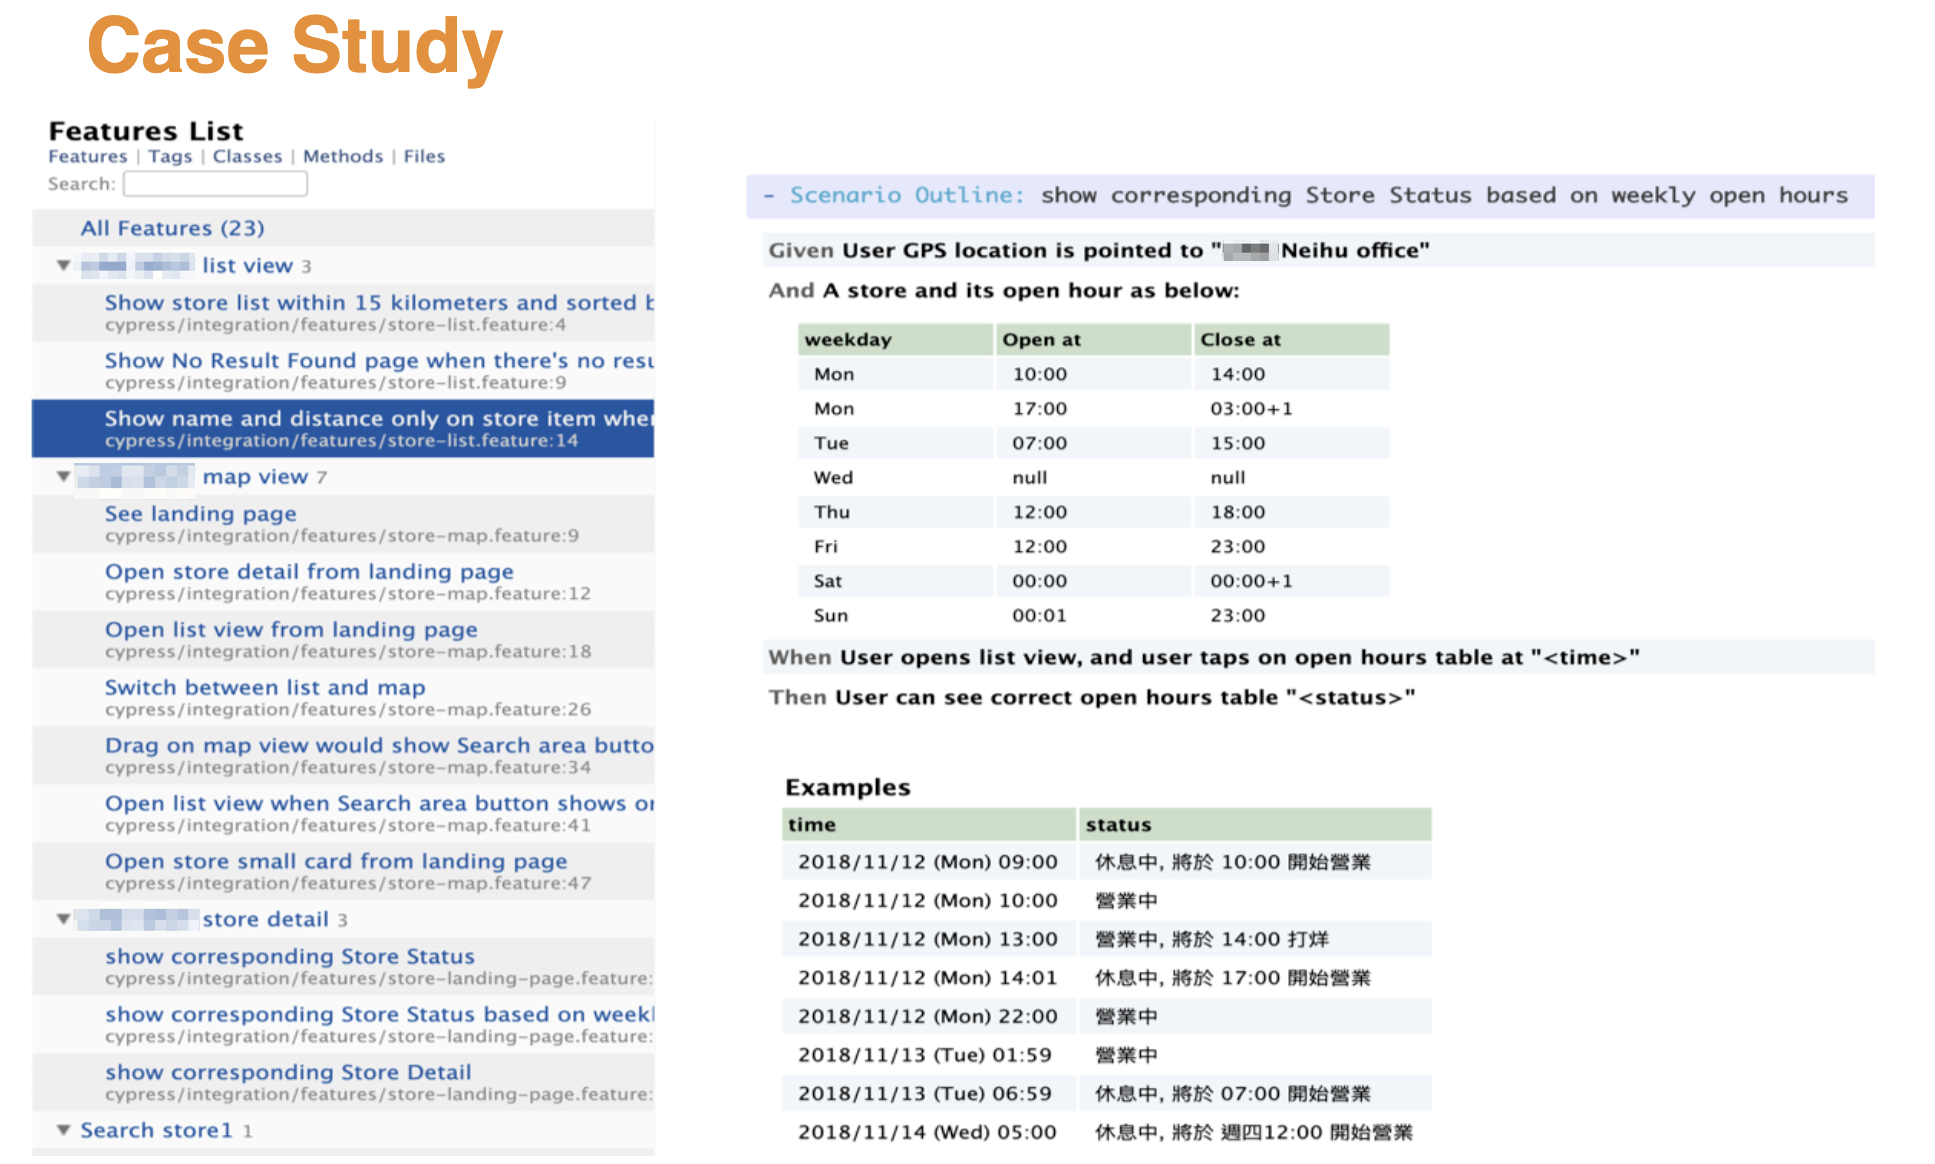 Case Study
Features List
Features | Tags | Classes | Methods | Files
Search:
All Features (23)
list view 3
Show store list within 15 kilometers and sorted
cypress/integration/features/store-list.feature:4
Show No Result Found page when there's no
cypress/integration/features/store-list.feature:9
Show name and distance only on store item
cypress/integration/features/store-list.feature:14
map view 7
See landing page
cypress/integration/features/store-map.feature:9
Open store detail from landing page
cypress/integration/features/store-map.feature:12
Open list view from landing page
cypress/integration/features/store-map.feature:18
Switch between list and map
cypress/integration/features/store-map.feature:26
Drag on map view would show Search area butto
cypress/integration/features/store-map.feature:34
Open list view when Search area button shows
cypress/integration/features/store-map.feature:41
Open store small card from landing page
cypress/integration/features/store-map.feature:47
store detail 3
show corresponding Store Status
cypress/integration/features/store-landing-page.feature:
show corresponding Store Status based on
cypress/integration/features/store-landing-page.feature:
show corresponding Store Detail
cypress/integration/features/store-landing-page.feature:
Search store1 1
- Scenario Outline: show corresponding Store Status based on weekly open hours
Given User GPS location is pointed to " Neihu office"
And A store and its open hour as below:
weekday Open at Close at
Mon 10:00 14:00
Mon 17:00 03:00+1
Tue 07:00 15:00
Wed null null
Thu 12:00 18:00
Fri 12:00 23:00
Sat 00:00 00:00+1
Sun 00:01 23:00
When User opens list view, and user taps on open hours table at "<time>"
Then User can see correct open hours table "<status>"
Examples
time status
2018/11/12 (Mon) 09:00 休息中, 將於 10:00 開始營業
2018/11/12 (Mon) 10:00 營業中
2018/11/12 (Mon) 13:00 營業中, 將於 14:00 打烊
2018/11/12 (Mon) 14:01 休息中, 將於 17:00 開始營業
2018/11/12 (Mon) 22:00 營業中
2018/11/13 (Tue) 01:59 營業中
2018/11/13 (Tue) 06:59 休息中, 將於 07:00 開始營業
2018/11/14 (Wed) 05:00 休息中, 將於 週四12:00 開始營業